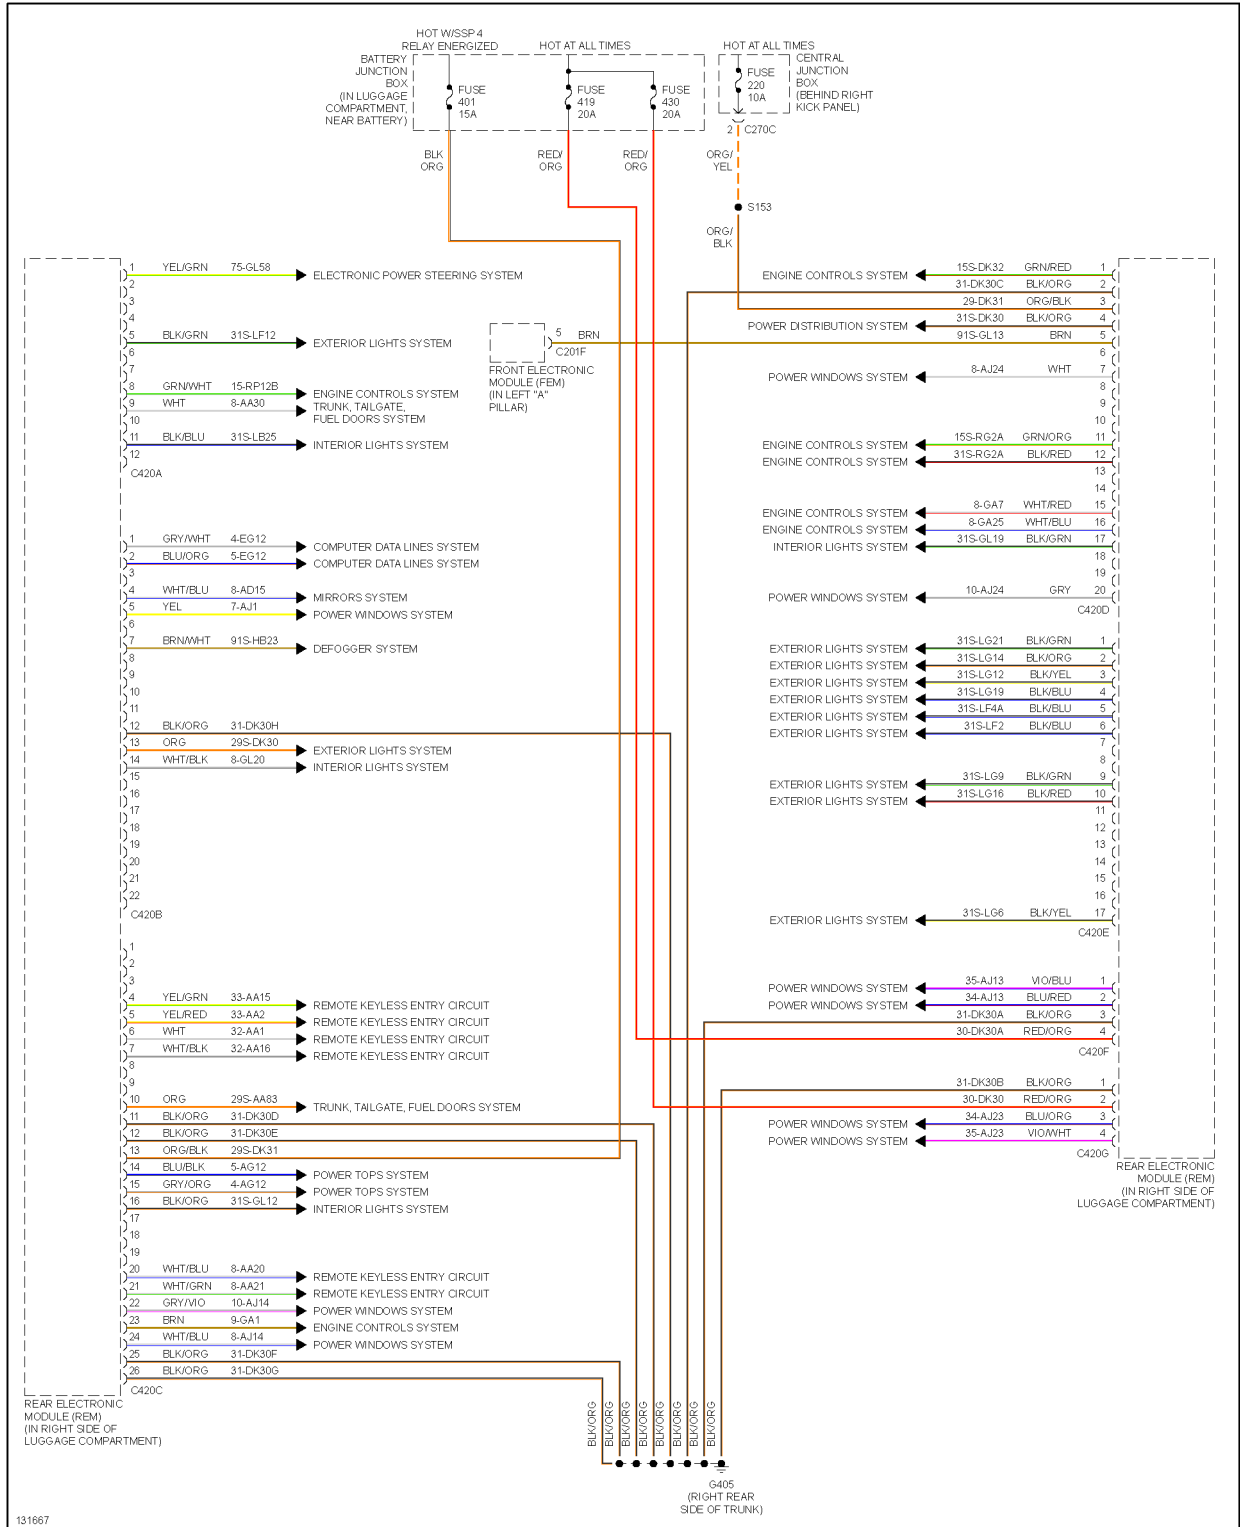 HOT W/SSP 4
RELAY ENERGIZED
HOT AT ALL TIMES
HOT AT ALL TIMES
BATTERY
JUNCTION
BOX
(IN LUGGAGE
COMPARTMENT,
NEAR BATTERY)
FUSE
401
15A
FUSE
419
20A
FUSE
430
20A
FUSE
220
10A
CENTRAL
JUNCTION
BOX
(BEHIND RIGHT
KICK PANEL)
2 C270C
BLK
ORG
RED/
ORG
RED/
ORG
ORG/
YEL
S153
ORG/
BLK
1 YEL/GRN 75-GL58 ELECTRONIC POWER STEERING SYSTEM
2
3
4
5 BLK/GRN 31S-LF12 EXTERIOR LIGHTS SYSTEM
6
7
8 GRN/WHT 15-RP12B ENGINE CONTROLS SYSTEM
9 WHT 8-AA30 TRUNK, TAILGATE,
FUEL DOORS SYSTEM
10
11 BLK/BLU 31S-LB25 INTERIOR LIGHTS SYSTEM
12
C420A
1 GRY/WHT 4-EG12 COMPUTER DATA LINES SYSTEM
2 BLU/ORG 5-EG12 COMPUTER DATA LINES SYSTEM
3
4 WHT/BLU 8-AD15 MIRRORS SYSTEM
5 YEL 7-AJ1 POWER WINDOWS SYSTEM
6
7 BRN/WHT 91S-HB23 DEFOGGER SYSTEM
8
9
10
11
12 BLK/ORG 31-DK30H
13 ORG 29S-DK30 EXTERIOR LIGHTS SYSTEM
14 WHT/BLK 8-GL20 INTERIOR LIGHTS SYSTEM
15
16
17
18
19
20
21
22
C420B
1
2
3
4 YEL/GRN 33-AA15 REMOTE KEYLESS ENTRY CIRCUIT
5 YEL/RED 33-AA2 REMOTE KEYLESS ENTRY CIRCUIT
6 WHT 32-AA1 REMOTE KEYLESS ENTRY CIRCUIT
7 WHT/BLK 32-AA16 REMOTE KEYLESS ENTRY CIRCUIT
8
9
10 ORG 29S-AA83 TRUNK, TAILGATE, FUEL DOORS SYSTEM
11 BLK/ORG 31-DK30D
12 BLK/ORG 31-DK30E
13 ORG/BLK 29S-DK31
14 BLU/BLK 5-AG12 POWER TOPS SYSTEM
15 GRY/ORG 4-AG12 POWER TOPS SYSTEM
16 BLK/ORG 31S-GL12 INTERIOR LIGHTS SYSTEM
17
18
19
20 WHT/BLU 8-AA20 REMOTE KEYLESS ENTRY CIRCUIT
21 WHT/GRN 8-AA21 REMOTE KEYLESS ENTRY CIRCUIT
22 GRY/VIO 10-AJ14 POWER WINDOWS SYSTEM
23 BRN 9-GA1 ENGINE CONTROLS SYSTEM
24 WHT/BLU 8-AJ14 POWER WINDOWS SYSTEM
25 BLK/ORG 31-DK30F
26 BLK/ORG 31-DK30G
C420C
REAR ELECTRONIC
MODULE (REM)
(IN RIGHT SIDE OF
LUGGAGE COMPARTMENT)
5 BRN
C201F
FRONT ELECTRONIC
MODULE (FEM)
(IN LEFT "A"
PILLAR)
ENGINE CONTROLS SYSTEM 15S-DK32 GRN/RED 1
31-DK30C BLK/ORG 2
29-DK31 ORG/BLK 3
POWER DISTRIBUTION SYSTEM 31S-DK30 BLK/ORG 4
91S-GL13 BRN 5
6
POWER WINDOWS SYSTEM 8-AJ24 WHT 7
8
9
10
ENGINE CONTROLS SYSTEM 15S-RG2A GRN/ORG 11
ENGINE CONTROLS SYSTEM 31S-RG2A BLK/RED 12
13
14
ENGINE CONTROLS SYSTEM 8-GA7 WHT/RED 15
ENGINE CONTROLS SYSTEM 8-GA25 WHT/BLU 16
INTERIOR LIGHTS SYSTEM 31S-GL19 BLK/GRN 17
18
19
POWER WINDOWS SYSTEM 10-AJ24 GRY 20
C420D
EXTERIOR LIGHTS SYSTEM 31S-LG21 BLK/GRN 1
EXTERIOR LIGHTS SYSTEM 31S-LG14 BLK/ORG 2
EXTERIOR LIGHTS SYSTEM 31S-LG12 BLK/YEL 3
EXTERIOR LIGHTS SYSTEM 31S-LG19 BLK/BLU 4
EXTERIOR LIGHTS SYSTEM 31S-LF4A BLK/BLU 5
EXTERIOR LIGHTS SYSTEM 31S-LF2 BLK/BLU 6
7
8
EXTERIOR LIGHTS SYSTEM 31S-LG9 BLK/GRN 9
EXTERIOR LIGHTS SYSTEM 31S-LG16 BLK/RED 10
11
12
13
14
15
16
EXTERIOR LIGHTS SYSTEM 31S-LG6 BLK/YEL 17
C420E
POWER WINDOWS SYSTEM 35-AJ13 VIO/BLU 1
POWER WINDOWS SYSTEM 34-AJ13 BLU/RED 2
31-DK30A BLK/ORG 3
30-DK30A RED/ORG 4
C420F
31-DK30B BLK/ORG 1
30-DK30 RED/ORG 2
POWER WINDOWS SYSTEM 34-AJ23 BLU/ORG 3
POWER WINDOWS SYSTEM 35-AJ23 VIO/WHT 4
C420G
REAR ELECTRONIC
MODULE (REM)
(IN RIGHT SIDE OF
LUGGAGE COMPARTMENT)
BLK/ORG
BLK/ORG
BLK/ORG
BLK/ORG
BLK/ORG
BLK/ORG
BLK/ORG
BLK/ORG
G405
(RIGHT REAR
SIDE OF TRUNK)
131667